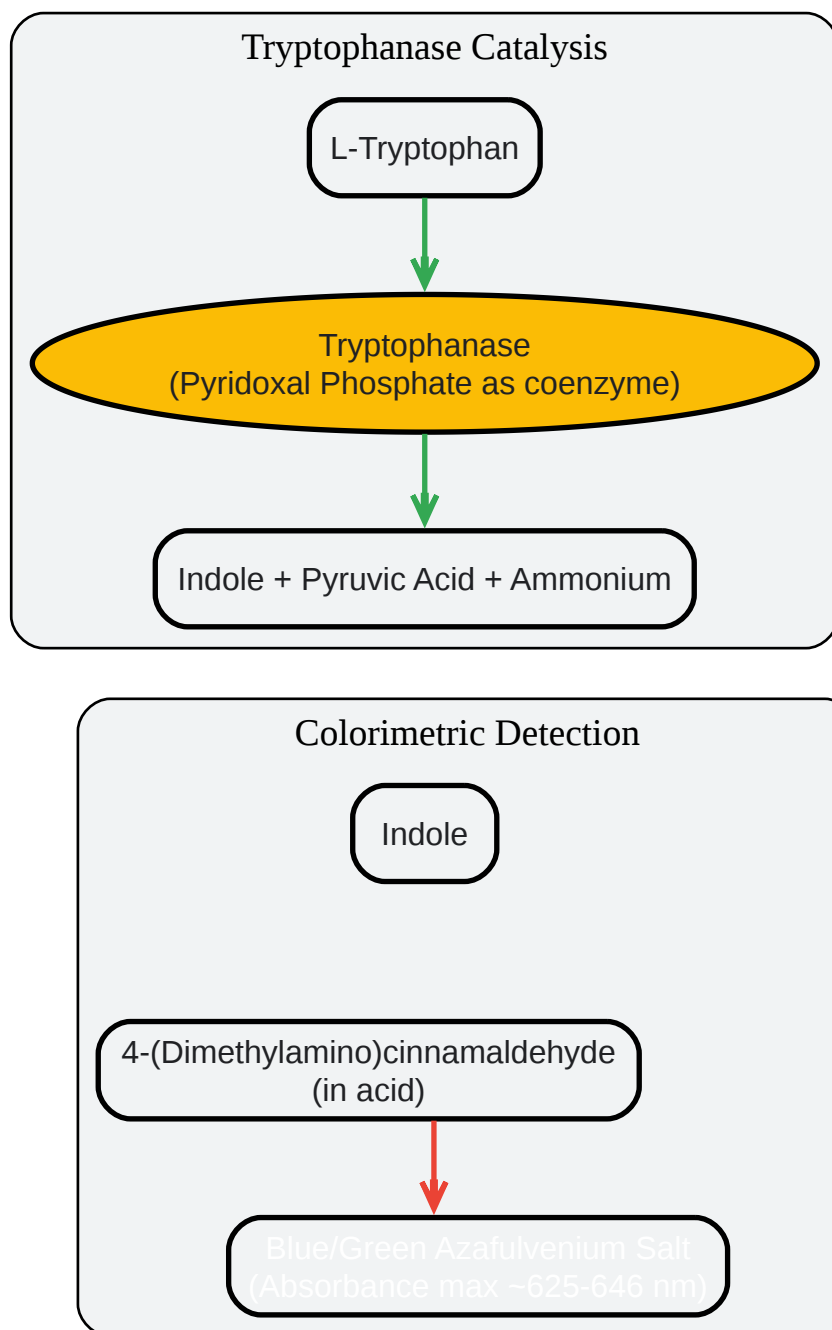 Tryptophanase Catalysis
L-Tryptophan
Tryptophanase
(Pyridoxal Phosphate as coenzyme)
Indole + Pyruvic Acid + Ammonium
Colorimetric Detection
Indole
4-(Dimethylamino)cinnamaldehyde
(in acid)
Blue/Green Azafulvenium Salt
(Absorbance max ~625-646 nm)